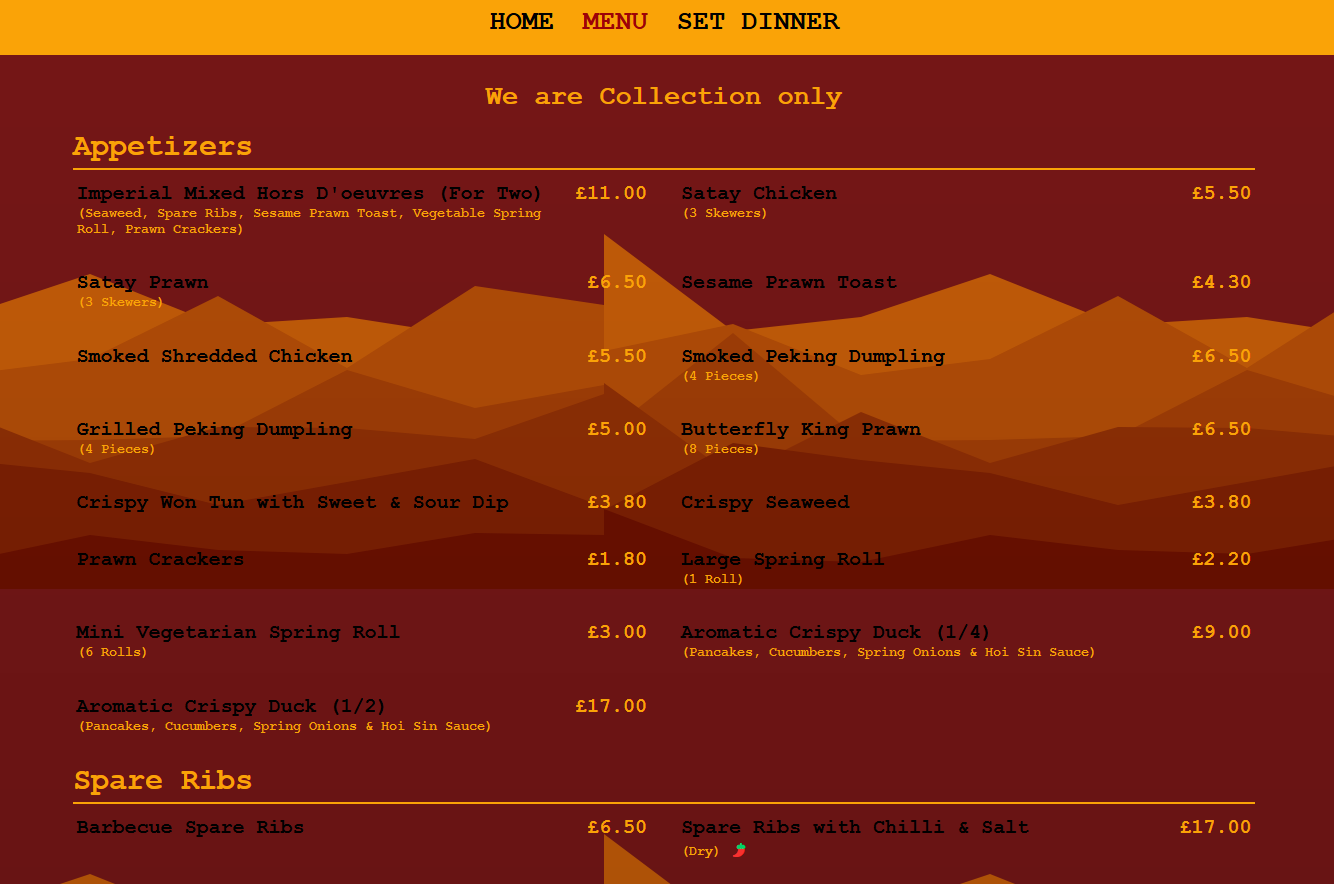 HOME MENU SET DINNER
We are Collection only
Appetizers
Imperial Mixed Hors D'oeuvres (For Two) £11.00
(Seaweed, Spare Ribs, Sesame Prawn Toast, Vegetable Spring
Roll, Prawn Crackers)
Satay Chicken £5.50
(3 Skewers)
Satay Prawn £6.50
(3 Skewers)
Sesame Prawn Toast £4.30
Smoked Shredded Chicken £5.50
Smoked Peking Dumpling £6.50
(4 Pieces)
Grilled Peking Dumpling £5.00
(4 Pieces)
Butterfly King Prawn £6.50
(8 Pieces)
Crispy Won Tun with Sweet & Sour Dip £3.80
Crispy Seaweed £3.80
Prawn Crackers £1.80
Large Spring Roll £2.20
(1 Roll)
Mini Vegetarian Spring Roll £3.00
(6 Rolls)
Aromatic Crispy Duck (1/4) £9.00
(Pancakes, Cucumbers, Spring Onions & Hoi Sin Sauce)
Aromatic Crispy Duck (1/2) £17.00
(Pancakes, Cucumbers, Spring Onions & Hoi Sin Sauce)
Spare Ribs
Barbecue Spare Ribs £6.50
Spare Ribs with Chilli & Salt £17.00
(Dry) 🌶